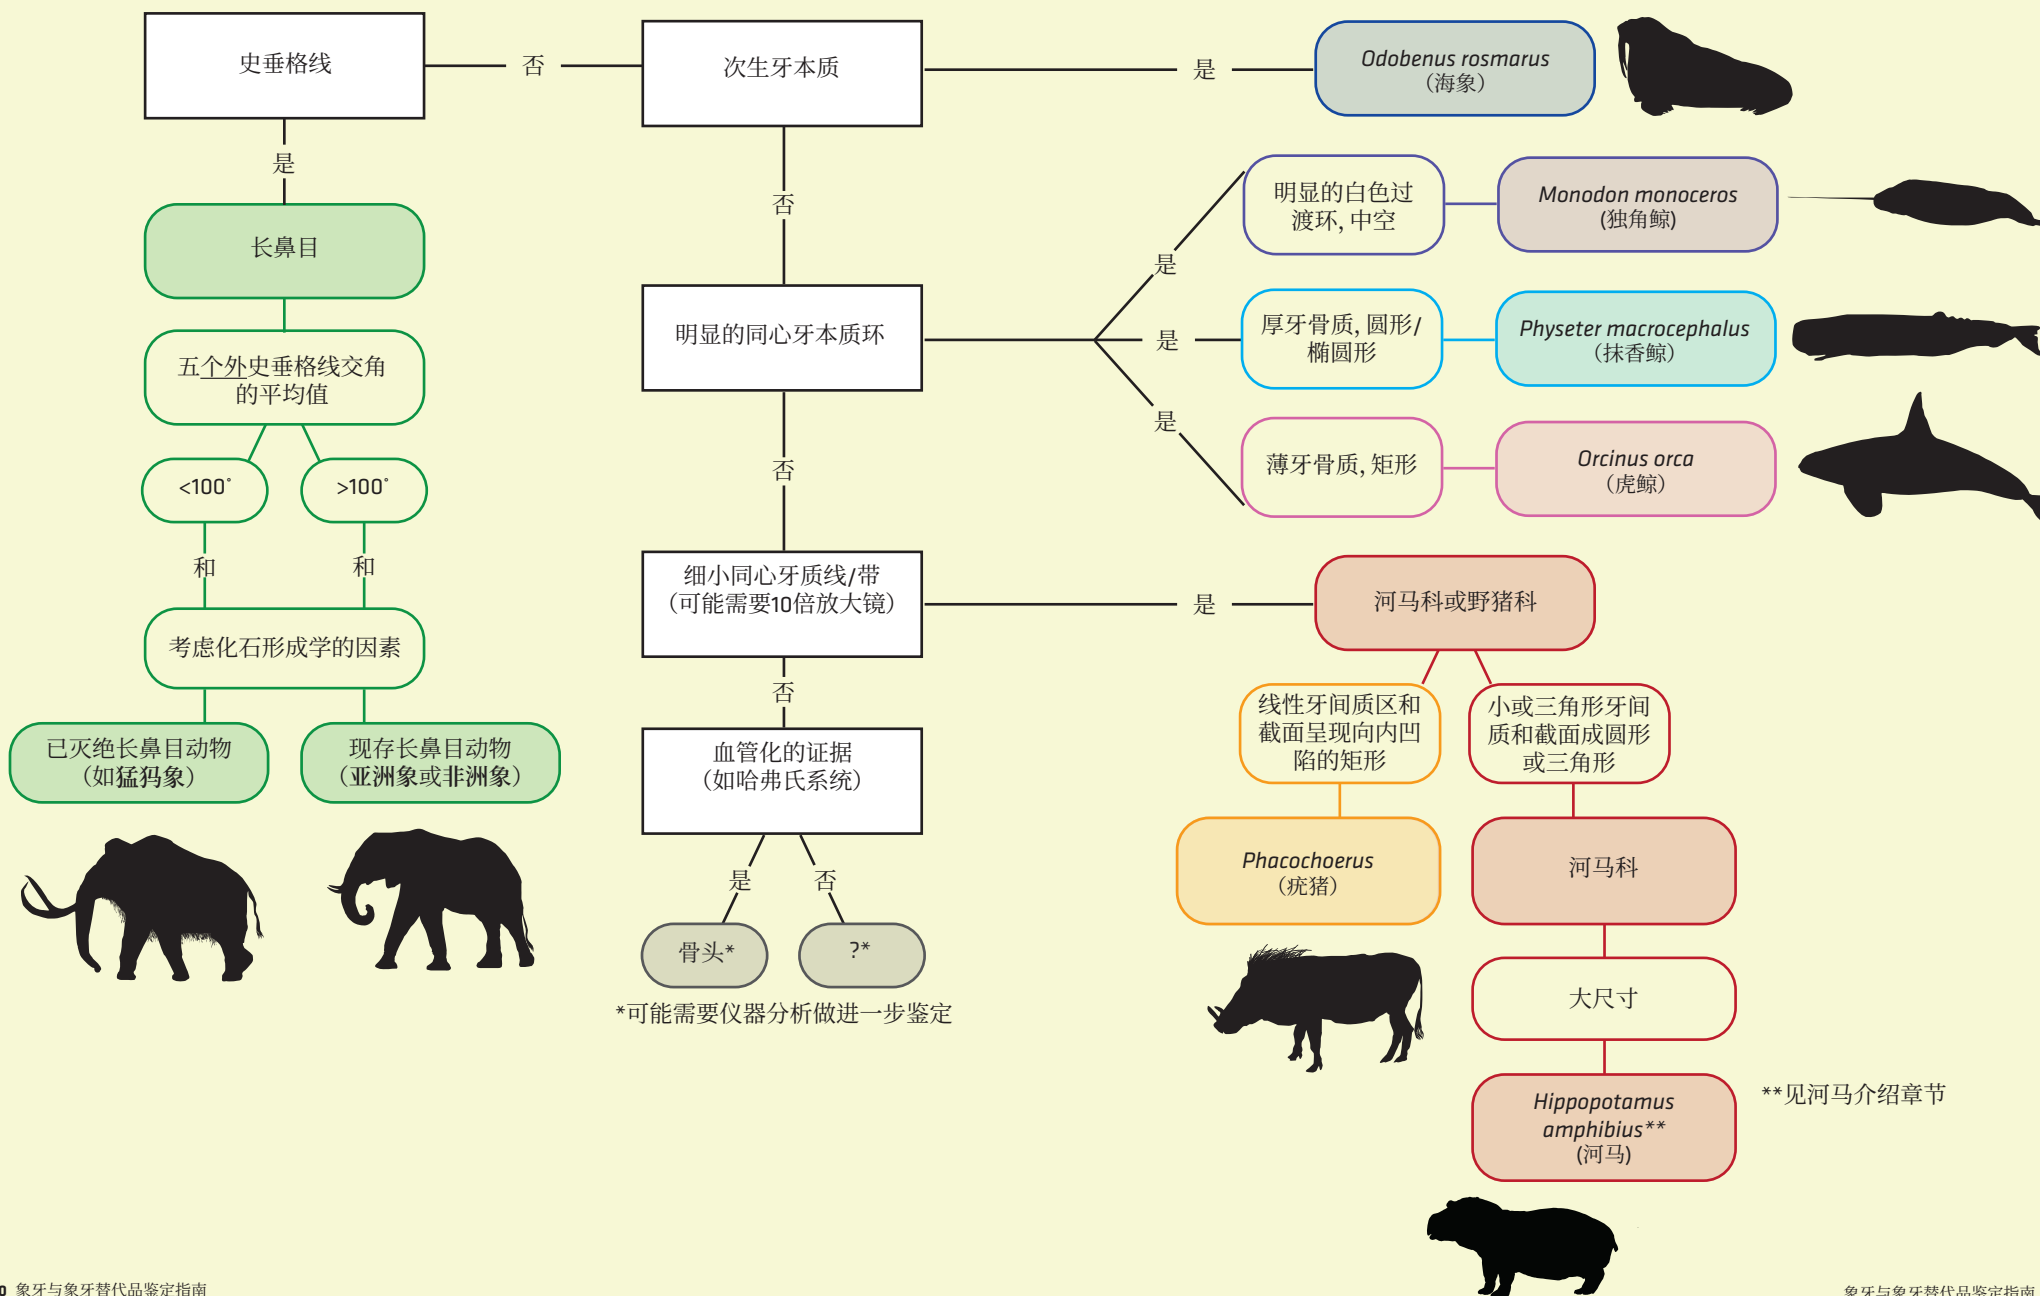 史垂格线
否
次生牙本质
是
Odobenus rosmarus
（海象）
是
长鼻目
五个外史垂格线交角
的平均值
<100°
>100°
和
和
考虑化石形成学的因素
已灭绝长鼻目动物
（如猛犸象）
现存长鼻目动物
（亚洲象或非洲象）
否
明显的同心牙本质环
是
明显的白色过
渡环, 中空
Monodon monoceros
(独角鲸)
是
厚牙骨质, 圆形/
椭圆形
Physeter macrocephalus
（抹香鲸）
是
薄牙骨质, 矩形
Orcinus orca
（虎鲸）
否
细小同心牙质线/带
（可能需要10倍放大镜）
是
河马科或野猪科
线性牙间质区和
截面呈现向内凹
陷的矩形
Phacochoerus
（疣猪）
小或三角形牙间
质和截面成圆形
或三角形
河马科
大尺寸
Hippopotamus
amphibius**
(河马)
**见河马介绍章节
否
血管化的证据
（如哈弗氏系统）
是
否
骨头*
?*
*可能需要仪器分析做进一步鉴定
0 象牙与象牙替代品鉴定指南
象牙与象牙替代品鉴定指南